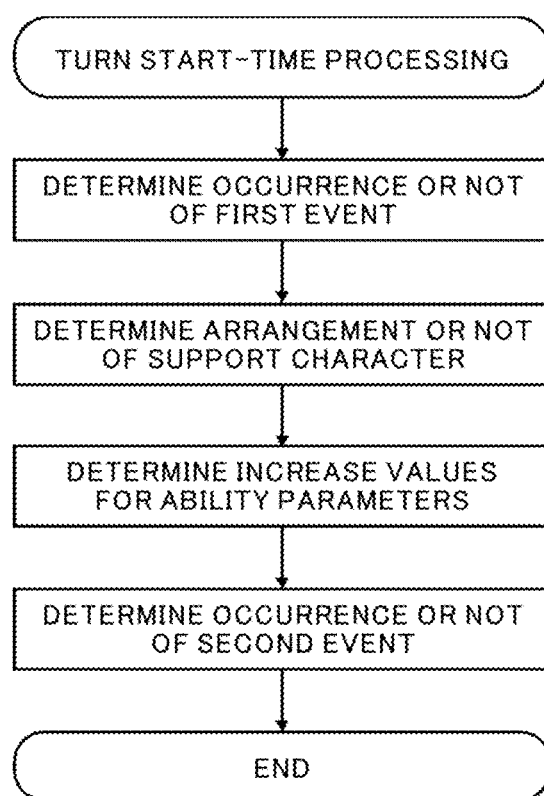 TURN START-TIME PROCESSING
DETERMINE OCCURRENCE OR NOT
OF FIRST EVENT
DETERMINE ARRANGEMENT OR NOT
OF SUPPORT CHARACTER
DETERMINE INCREASE VALUES
FOR ABILITY PARAMETERS
DETERMINE OCCURRENCE OR NOT
OF SECOND EVENT
END